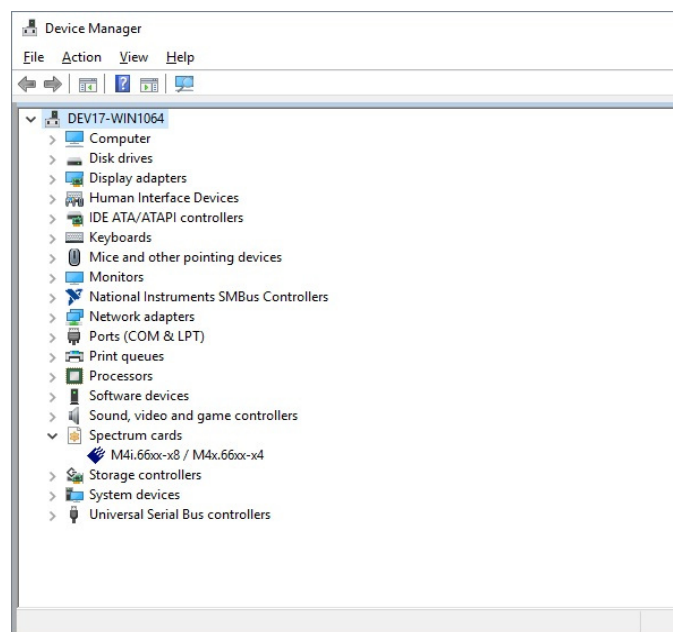 Device Manager
File Action View Help
DEV17-WIN1064
Computer
Disk drives
Display adapters
Human Interface Devices
IDE ATA/ATAPI controllers
Keyboards
Mice and other pointing devices
Monitors
National Instruments SMBus Controllers
Network adapters
Ports (COM & LPT)
Print queues
Processors
Software devices
Sound, video and game controllers
Spectrum cards
M4i.66xx-x8 / M4x.66xx-x4
Storage controllers
System devices
Universal Serial Bus controllers